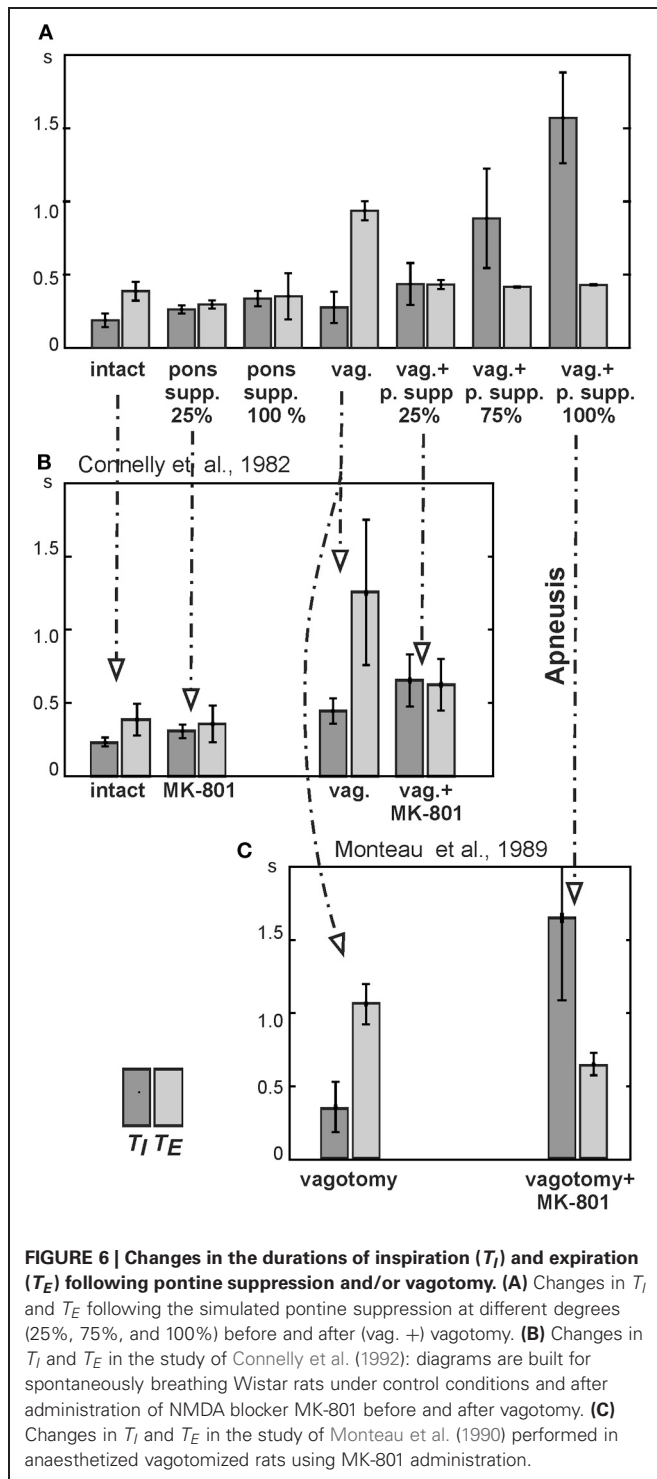 A
s
1.5
1.0
0.5
0
intact
pons
supp.
25%
pons
supp.
100 %
vag.
vag.+
p. supp
25%
vag.+
p. supp.
75%
vag.+
p. supp.
100%
B
Connelly et al., 1982
s
1.5
1.0
0.5
0
intact
MK-801
vag.
vag.+
MK-801
Apneusis
C
Monteau et al., 1989
s
1.5
1.0
0.5
0
vagotomy
vagotomy+
MK-801
TI TE
FIGURE 6 | Changes in the durations of inspiration (TI) and expiration
(TE) following pontine suppression and/or vagotomy. (A) Changes in TI
and TE following the simulated pontine suppression at different degrees
(25%, 75%, and 100%) before and after (vag. +) vagotomy. (B) Changes in
TI and TE in the study of Connelly et al. (1992): diagrams are built for
spontaneously breathing Wistar rats under control conditions and after
administration of NMDA blocker MK-801 before and after vagotomy. (C)
Changes in TI and TE in the study of Monteau et al. (1990) performed in
anaesthetized vagotomized rats using MK-801 administration.